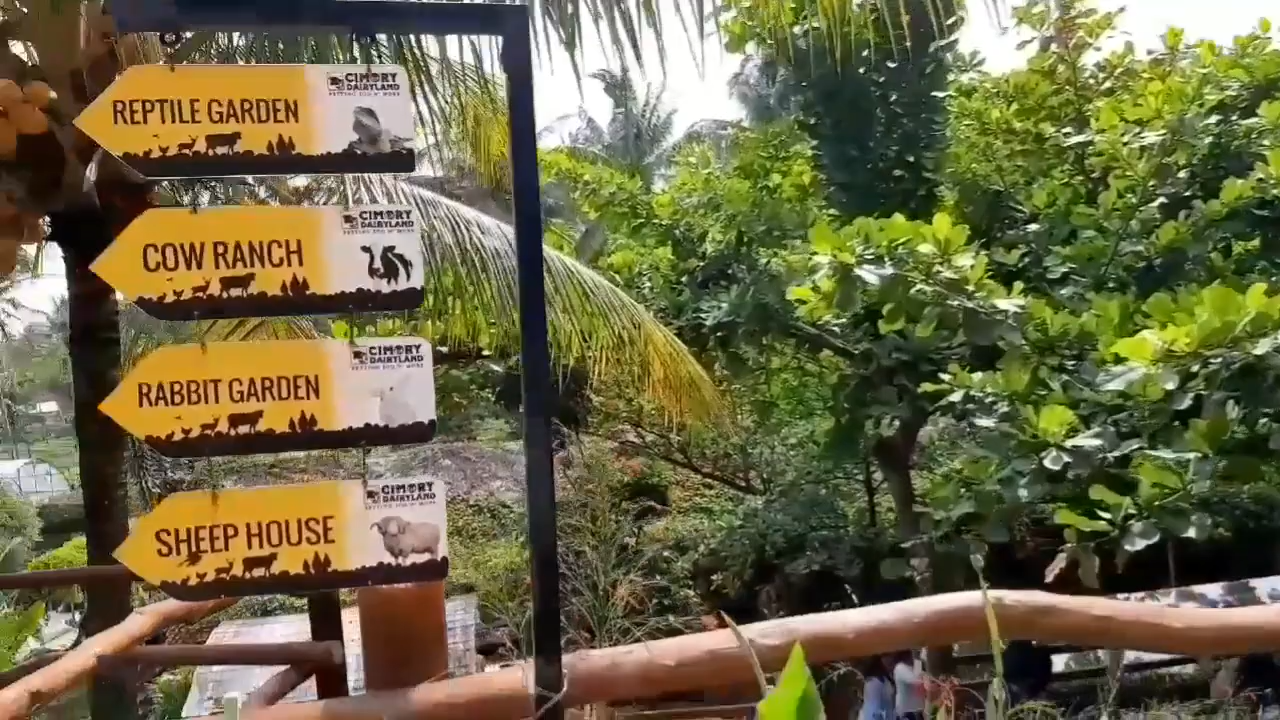 CIMORY
DAIRYLAND
REPTILE GARDEN
CIMORY
DAIRYLAND
COW RANCH
CIMORY
DAIRYLAND
RABBIT GARDEN
CIMORY
DAIRYLAND
SHEEP HOUSE